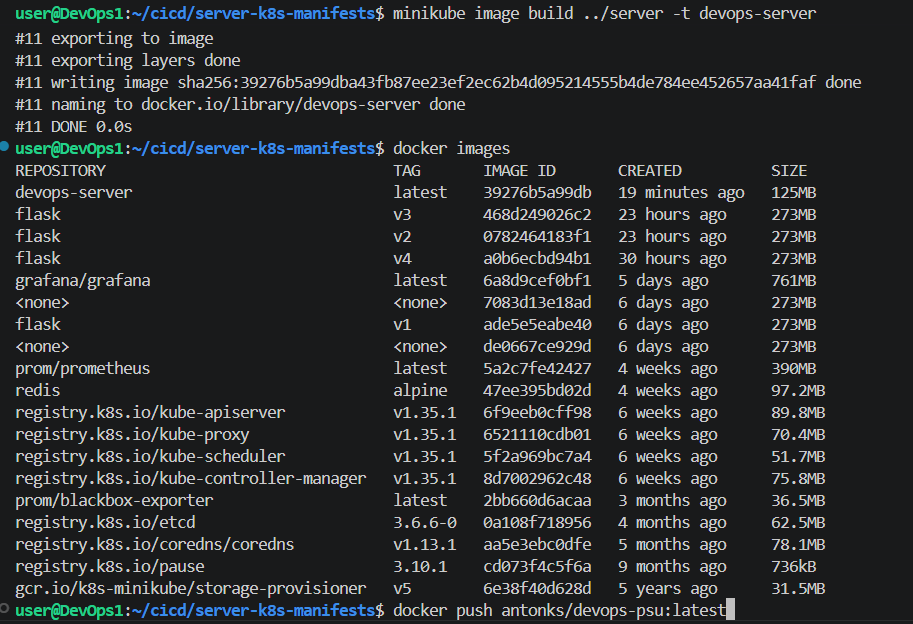 user@DevOps1:~/cicd/server-k8s-manifests$ minikube image build ../server -t devops-server
#11 exporting to image
#11 exporting layers done
#11 writing image sha256:39276b5a99dba43fb87ee23ef2ec62b4d095214555b4de784ee452657aa41faf done
#11 naming to docker.io/library/devops-server done
#11 DONE 0.0s
user@DevOps1:~/cicd/server-k8s-manifests$ docker images
REPOSITORY TAG IMAGE ID CREATED SIZE
devops-server latest 39276b5a99db 19 minutes ago 125MB
flask v3 468d249026c2 23 hours ago 273MB
flask v2 0782464183f1 23 hours ago 273MB
flask v4 a0b6ecbd94b1 30 hours ago 273MB
grafana/grafana latest 6a8d9cef0bf1 5 days ago 761MB
<none> <none> 7083d13e18ad 6 days ago 273MB
flask v1 ade5e5eabe40 6 days ago 273MB
<none> <none> de0667ce929d 6 days ago 273MB
prom/prometheus latest 5a2c7fe42427 4 weeks ago 390MB
redis alpine 47ee395bd02d 4 weeks ago 97.2MB
registry.k8s.io/kube-apiserver v1.35.1 6f9eeb0cff98 6 weeks ago 89.8MB
registry.k8s.io/kube-proxy v1.35.1 6521110cdb01 6 weeks ago 70.4MB
registry.k8s.io/kube-scheduler v1.35.1 5f2a969bc7a4 6 weeks ago 51.7MB
registry.k8s.io/kube-controller-manager v1.35.1 8d7002962c48 6 weeks ago 75.8MB
prom/blackbox-exporter latest 2bb660d6acaa 3 months ago 36.5MB
registry.k8s.io/etcd 3.6.6-0 0a108f718956 4 months ago 62.5MB
registry.k8s.io/coredns/coredns v1.13.1 aa5e3ebc0dfe 5 months ago 78.1MB
registry.k8s.io/pause 3.10.1 cd073f4c5f6a 9 months ago 736kB
gcr.io/k8s-minikube/storage-provisioner v5 6e38f40d628d 5 years ago 31.5MB
user@DevOps1:~/cicd/server-k8s-manifests$ docker push antonks/devops-psu:latest